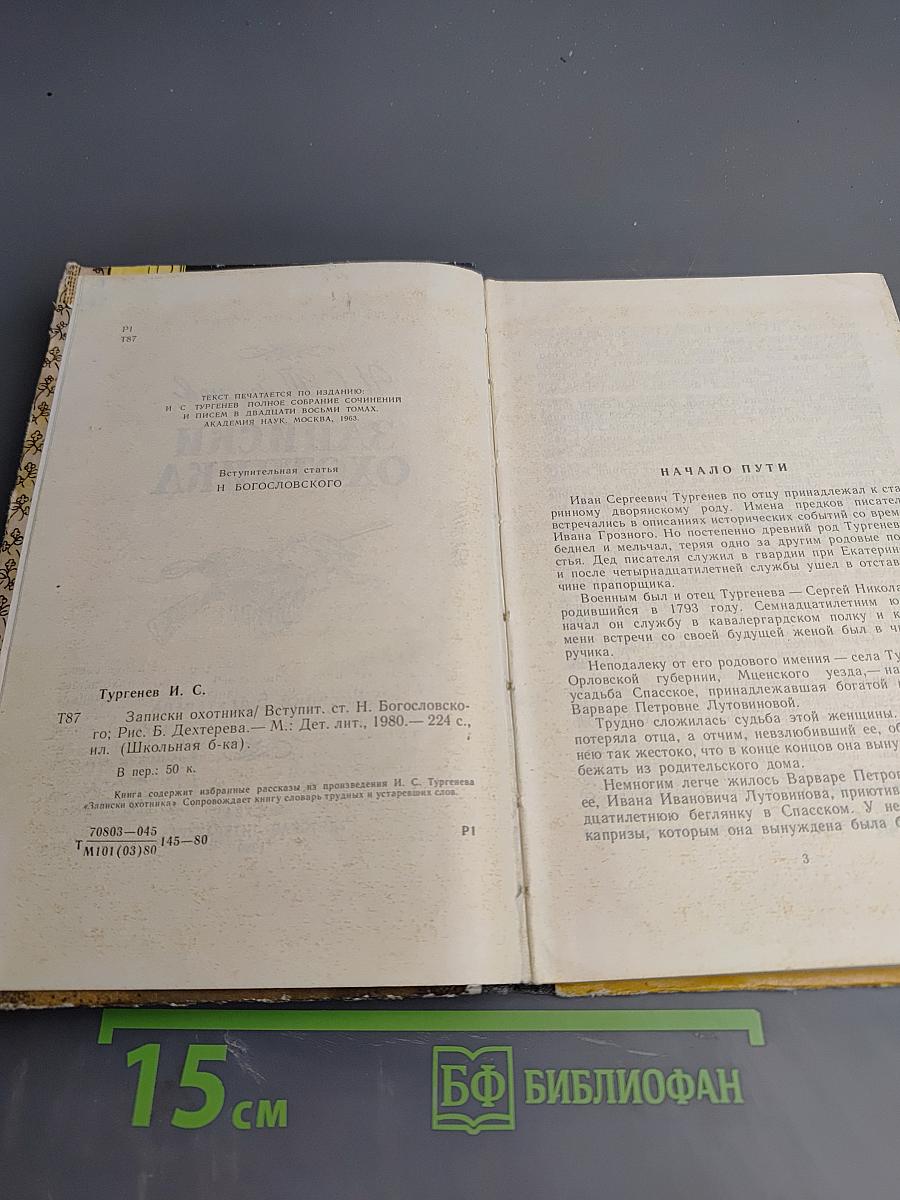 Р1
Т87
ТЕКСТ ПЕЧАТАЕТСЯ ПО ИЗДАНИЮ:
И С ТУРГЕНЕВ ПОЛНОЕ СОБРАНИЕ СОЧИНЕНИЙ
И ПИСЕМ В ДВАДЦАТИ ВОСЬМИ ТОМАХ.
АКАДЕМИЯ НАУК. МОСКВА, 1963.
Вступительная статья
Н БОГОСЛОВСКОГО
Тургенев И. С.
Т87 Записки охотника/ Вступит. ст. Н. Богословско-
го; Рис. Б. Дехтерева.— М.: Дет. лит., 1980.— 224 с.,
ил. (Школьная б-ка).
В пер.: 50 к.
Книга содержит избранные рассказы из произведения И. С. Тургенева
«Записки охотника» Сопровождает книгу словарь трудных и устаревших слов.
Т 70803—045 145—80
М101(03)80
Р1
НАЧАЛО ПУТИ
Иван Сергеевич Тургенев по отцу принадлежал к ста
ринному дворянскому роду. Имена предков писател
встречались в описаниях исторических событий со врем
Ивана Грозного. Но постепенно древний род Тургенев
беднел и мельчал, теряя одно за другим родовые по
стья. Дед писателя служил в гвардии при Екатерин
и после четырнадцатилетней службы ушел в отстав
чине прапорщика.
Военным был и отец Тургенева — Сергей Никола
родившийся в 1793 году. Семнадцатилетним ю
начал он службу в кавалергардском полку и к
мени встречи со своей будущей женой был в ч
ручика.
Неподалеку от его родового имения — села Ту
Орловской губернии, Мценского уезда,— на
усадьба Спасское, принадлежавшая богатой
Варваре Петровне Лутовиновой.
Трудно сложилась судьба этой женщины.
потеряла отца, а отчим, невзлюбивший ее, об
нею так жестоко, что в конце концов она выну
бежать из родительского дома.
Немногим легче жилось Варваре Петров
ее, Ивана Ивановича Лутовинова, приютив
дцатилетнюю беглянку в Спасском. У не
капризы, которым она вынуждена была б
3
15 см
БФ БИБЛИОФАН